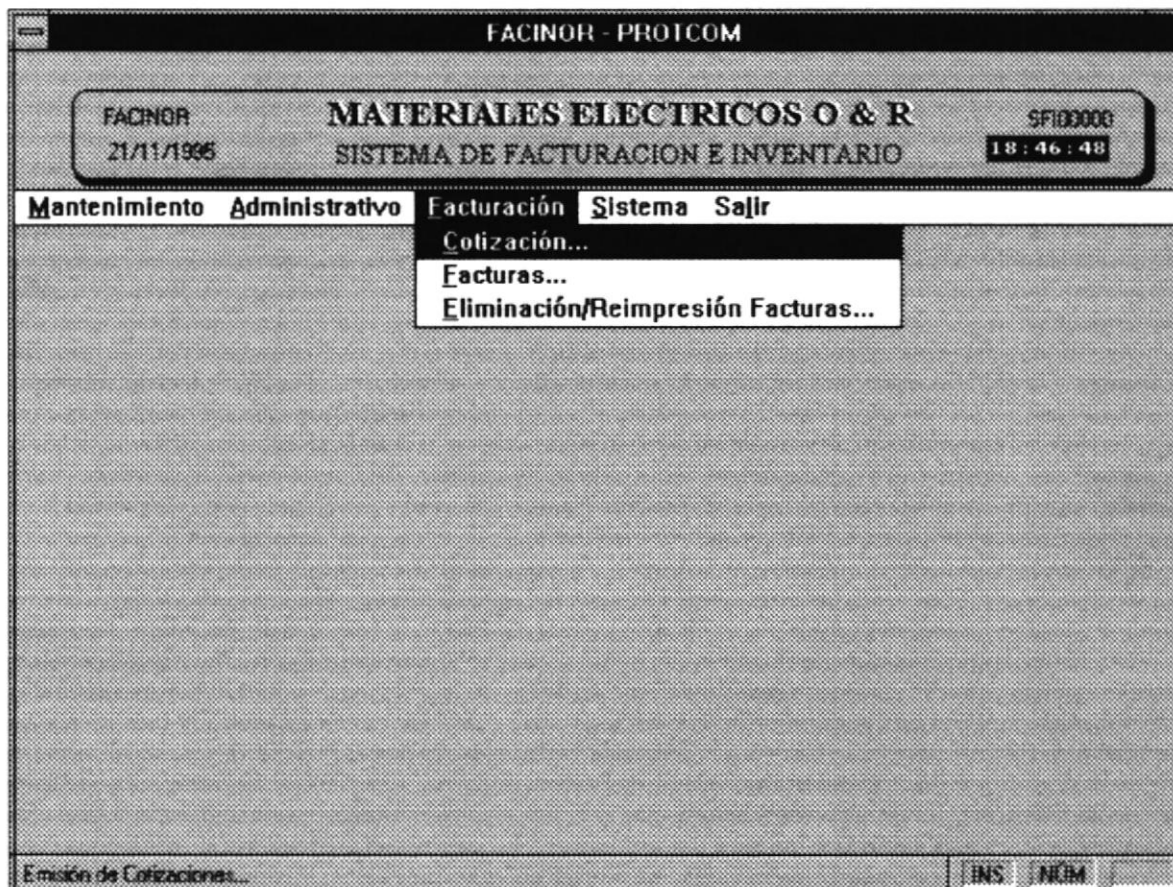 FACINOR - PROTCOM
FACINOR MATERIALES ELECTRICOS O & R SFI00000
21/11/1995 SISTEMA DE FACTURACION E INVENTARIO 18:46:48
Mantenimiento Administrativo Facturación Sistema Salir
Cotización...
Facturas...
Eliminación/Reimpresión Facturas...
Emisión de Cotizaciones... INS NÚM